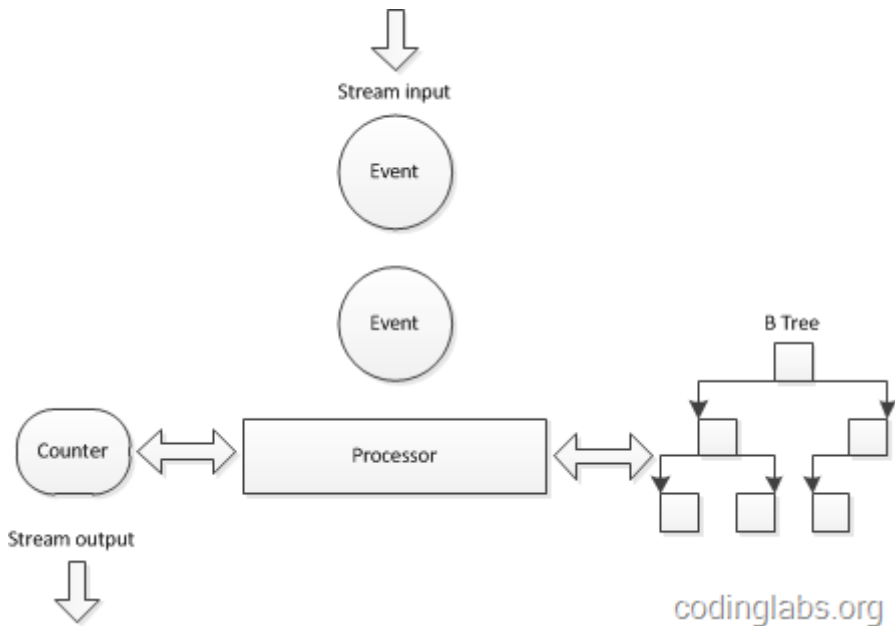 Stream input
Event
Event
B Tree
Counter
Processor
Stream output
codinglabs.org